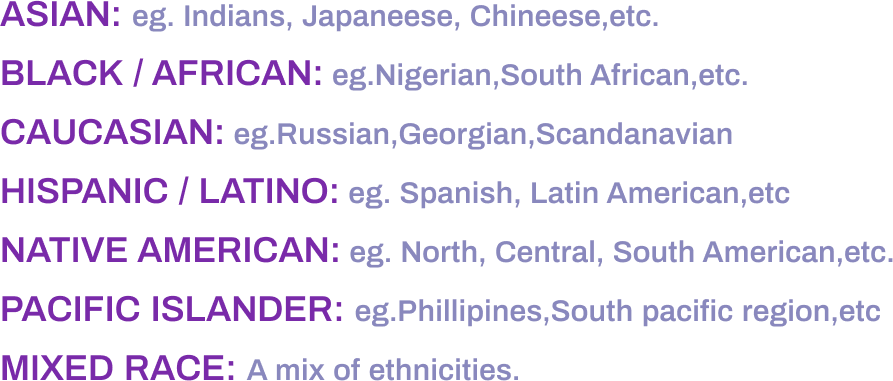 ASIAN: eg. Indians, Japaneese, Chineese,etc.
BLACK / AFRICAN: eg.Nigerian,South African,etc.
CAUCASIAN: eg.Russian,Georgian,Scandanavian
HISPANIC / LATINO: eg. Spanish, Latin American,etc
NATIVE AMERICAN: eg. North, Central, South American,etc.
PACIFIC ISLANDER: eg.Phillipines,South pacific region,etc
MIXED RACE: A mix of ethnicities.